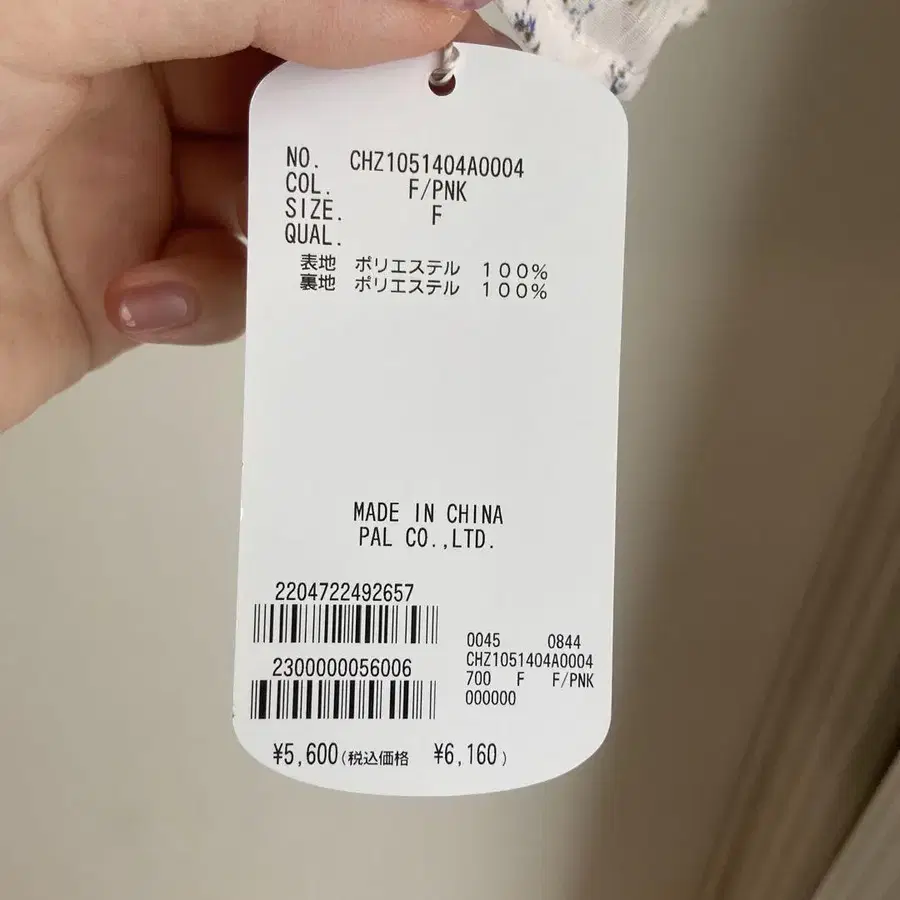 NO. CHZ1051404A0004
COL. F/PNK
SIZE. F
QUAL.
表地 ポリエステル 100%
裏地 ポリエステル 100%
MADE IN CHINA
PAL CO.,LTD.
2204722492657
2300000056006
0045 0844
CHZ1051404A0004
700 F F/PNK
000000
¥5,600(税込価格 ¥6,160)